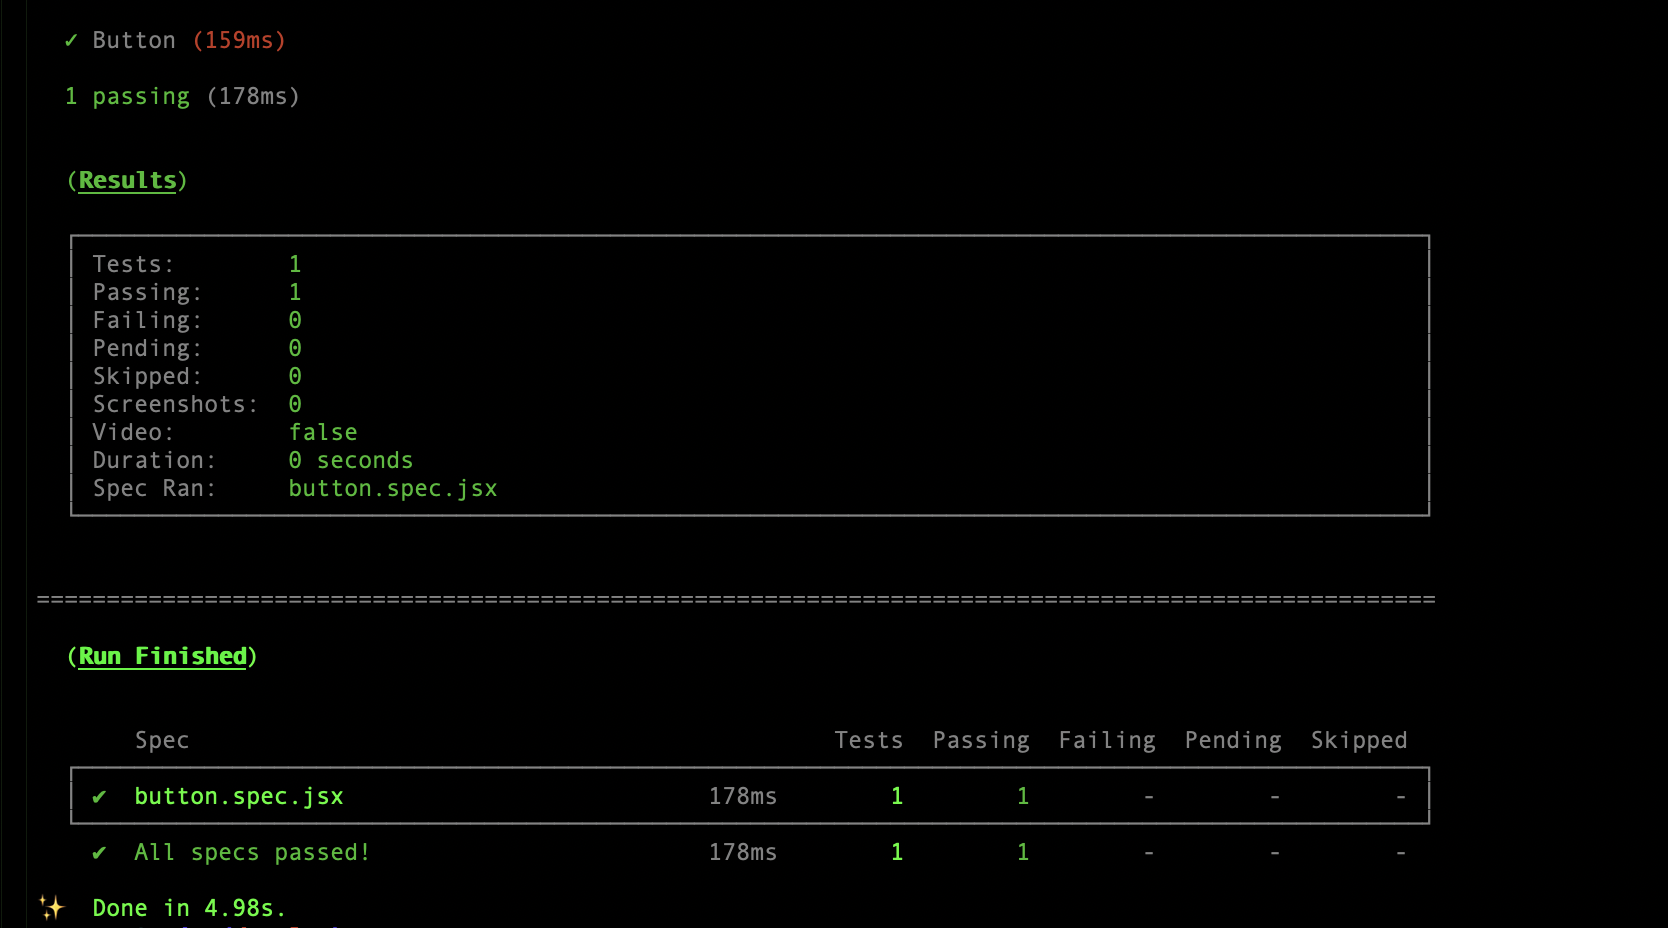 ✓ Button (159ms)
1 passing (178ms)
(Results)
Tests: 1
Passing: 1
Failing: 0
Pending: 0
Skipped: 0
Screenshots: 0
Video: false
Duration: 0 seconds
Spec Ran: button.spec.jsx
====================================================================================================
(Run Finished)
Spec Tests Passing Failing Pending Skipped
✔ button.spec.jsx 178ms 1 1 - - -
✔ All specs passed! 178ms 1 1 - - -
✨ Done in 4.98s.